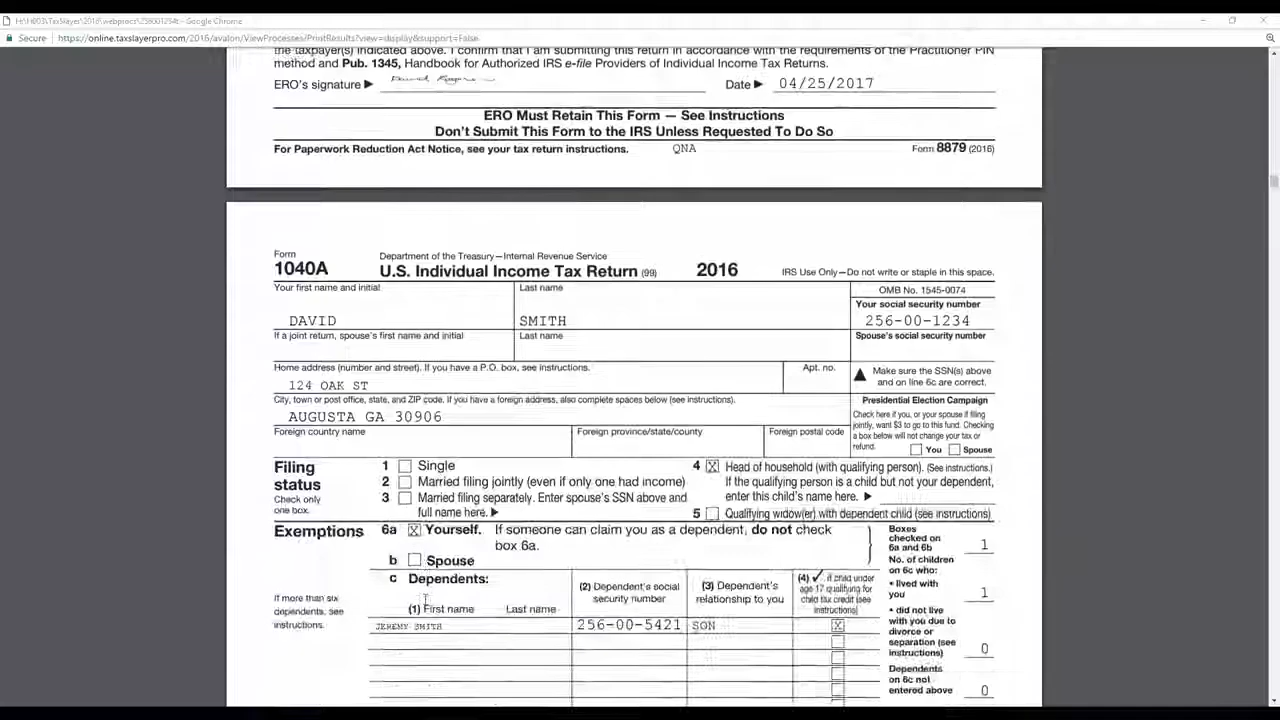 H:\H003\TaxSlayer\2016\webprocs\256001234t - Google Chrome
Secure https://online.taxslayerpro.com/2016/avalon/ViewProcesses/PrintResults?view=display&support=False
the taxpayer(s) indicated above. I confirm that I am submitting this return in accordance with the requirements of the Practitioner PIN
method and Pub. 1345, Handbook for Authorized IRS e-file Providers of Individual Income Tax Returns.
ERO's signature ▶ Date ▶ 04/25/2017
ERO Must Retain This Form — See Instructions
Don't Submit This Form to the IRS Unless Requested To Do So
For Paperwork Reduction Act Notice, see your tax return instructions. QNA Form 8879 (2016)
Form 1040A
Department of the Treasury—Internal Revenue Service
U.S. Individual Income Tax Return (99) 2016 IRS Use Only—Do not write or staple in this space.
Your first name and initial Last name OMB No. 1545-0074
Your social security number
DAVID SMITH 256-00-1234
If a joint return, spouse's first name and initial Last name Spouse's social security number
Home address (number and street). If you have a P.O. box, see instructions. Apt. no.
▲ Make sure the SSN(s) above
and on line 6c are correct.
124 OAK ST
City, town or post office, state, and ZIP code. If you have a foreign address, also complete spaces below (see instructions).
AUGUSTA GA 30906
Foreign country name Foreign province/state/county Foreign postal code
Presidential Election Campaign
Check here if you, or your spouse if filing
jointly, want $3 to go to this fund. Checking
a box below will not change your tax or
refund. You Spouse
Filing
status
Check only
one box.
1 Single
2 Married filing jointly (even if only one had income)
3 Married filing separately. Enter spouse's SSN above and
full name here. ▶
4 X Head of household (with qualifying person). (See instructions.)
If the qualifying person is a child but not your dependent,
enter this child's name here. ▶
5 Qualifying widow(er) with dependent child (see instructions)
Exemptions
6a X Yourself. If someone can claim you as a dependent, do not check
box 6a.
b Spouse
c Dependents:
If more than six
dependents, see
instructions.
(1) First name Last name
(2) Dependent's social
security number
(3) Dependent's
relationship to you
(4) ✓ if child under
age 17 qualifying for
child tax credit (see
instructions)
JEREMY SMITH 256-00-5421 SON X
Boxes
checked on
6a and 6b 1
No. of children
on 6c who:
• lived with
you 1
• did not live
with you due to
divorce or
separation (see
instructions) 0
Dependents
on 6c not
entered above 0